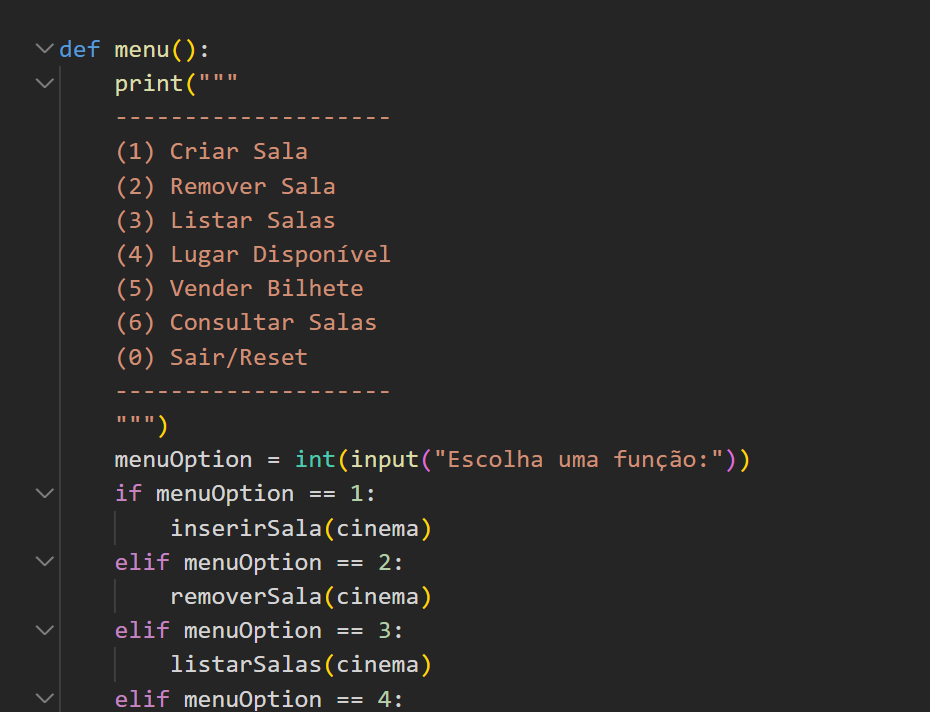 def menu():
    print("""
    --------------------
    (1) Criar Sala
    (2) Remover Sala
    (3) Listar Salas
    (4) Lugar Disponível
    (5) Vender Bilhete
    (6) Consultar Salas
    (0) Sair/Reset
    --------------------
    """)
    menuOption = int(input("Escolha uma função:"))
    if menuOption == 1:
        inserirSala(cinema)
    elif menuOption == 2:
        removerSala(cinema)
    elif menuOption == 3:
        listarSalas(cinema)
    elif menuOption == 4: